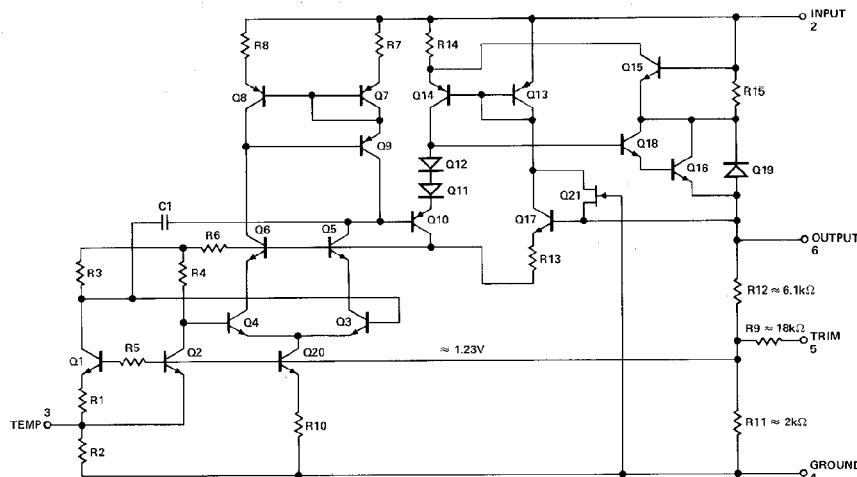 INPUT
2
R8
R7
R14
Q15
R15
Q8
Q7
Q14
Q13
Q9
Q18
Q16
Q19
Q12
Q11
Q21
C1
Q10
Q17
R6
Q6
Q5
R3
R4
R13
OUTPUT
6
R12 ≈ 6.1kΩ
Q4
Q3
R9 ≈ 18kΩ
TRIM
5
Q1
R5
Q2
Q20
≈ 1.23V
R1
3
TEMP
R10
R11 ≈ 2kΩ
R2
GROUND